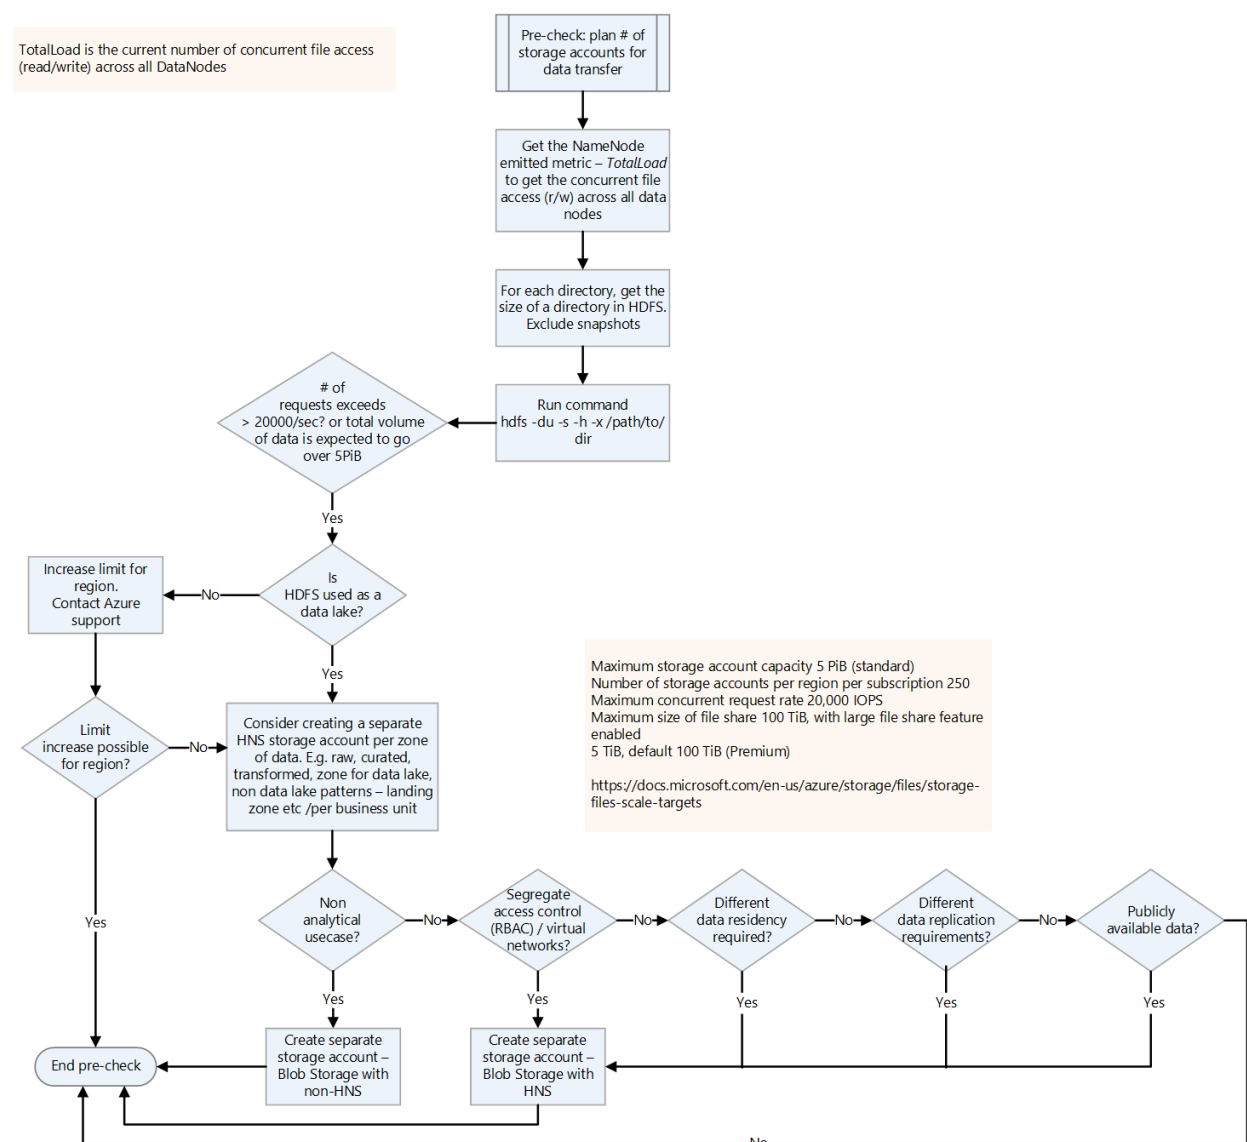 TotalLoad is the current number of concurrent file access
(read/write) across all DataNodes
Pre-check: plan # of
storage accounts for
data transfer
Get the NameNode
emitted metric – TotalLoad
to get the concurrent file
access (r/w) across all data
nodes
For each directory, get the
size of a directory in HDFS.
Exclude snapshots
Run command
hdfs -du -s -h -x /path/to/
dir
# of
requests exceeds
> 20000/sec? or total volume
of data is expected to go
over 5PiB
Yes
Is
HDFS used as a
data lake?
No
Increase limit for
region.
Contact Azure
support
Yes
Limit
increase possible
for region?
No
Consider creating a separate
HNS storage account per zone
of data. E.g. raw, curated,
transformed, zone for data lake,
non data lake patterns – landing
zone etc /per business unit
Maximum storage account capacity 5 PiB (standard)
Number of storage accounts per region per subscription 250
Maximum concurrent request rate 20,000 IOPS
Maximum size of file share 100 TiB, with large file share feature
enabled
5 TiB, default 100 TiB (Premium)
https://docs.microsoft.com/en-us/azure/storage/files/storage-
files-scale-targets
Yes
Non
analytical
usecase?
No
Segregate
access control
(RBAC) / virtual
networks?
No
Different
data residency
required?
No
Different
data replication
requirements?
No
Publicly
available data?
Yes
Yes
Yes
Yes
Yes
End pre-check
Create separate
storage account –
Blob Storage with
non-HNS
Create separate
storage account –
Blob Storage with
HNS
No